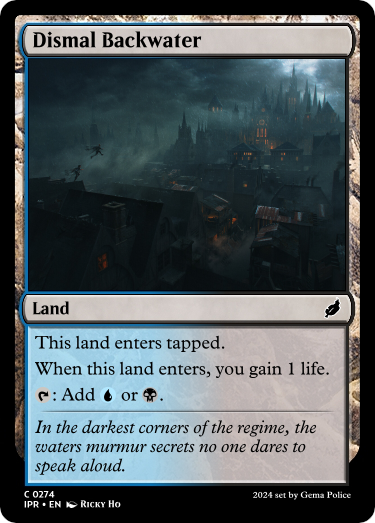 Dismal Backwater
Land
This land enters tapped.
When this land enters, you gain 1 life.
: Add or .
In the darkest corners of the regime, the
waters murmur secrets no one dares to
speak aloud.
C 0274
IPR • EN Ricky Ho
2024 set by Gema Police